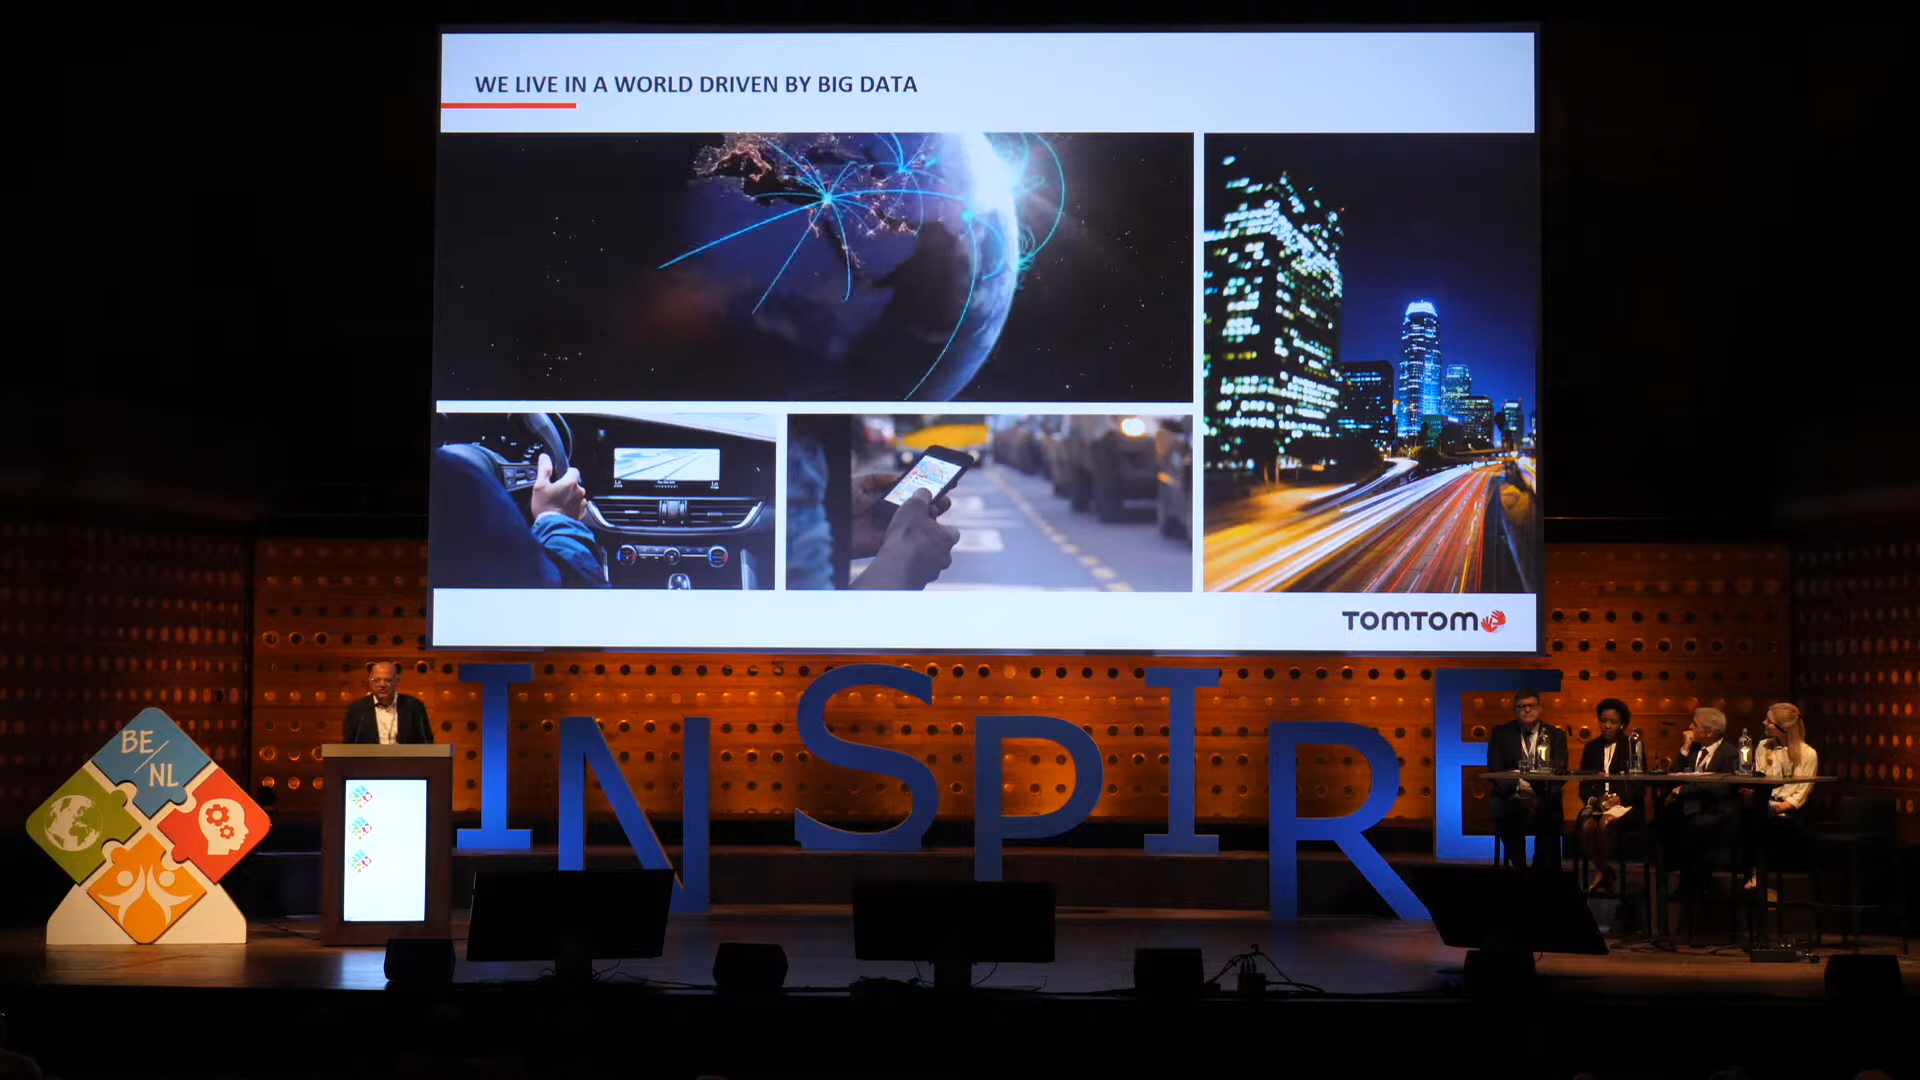 WE LIVE IN A WORLD DRIVEN BY BIG DATA
TOMTOM
INSPIRE
BE/
NL